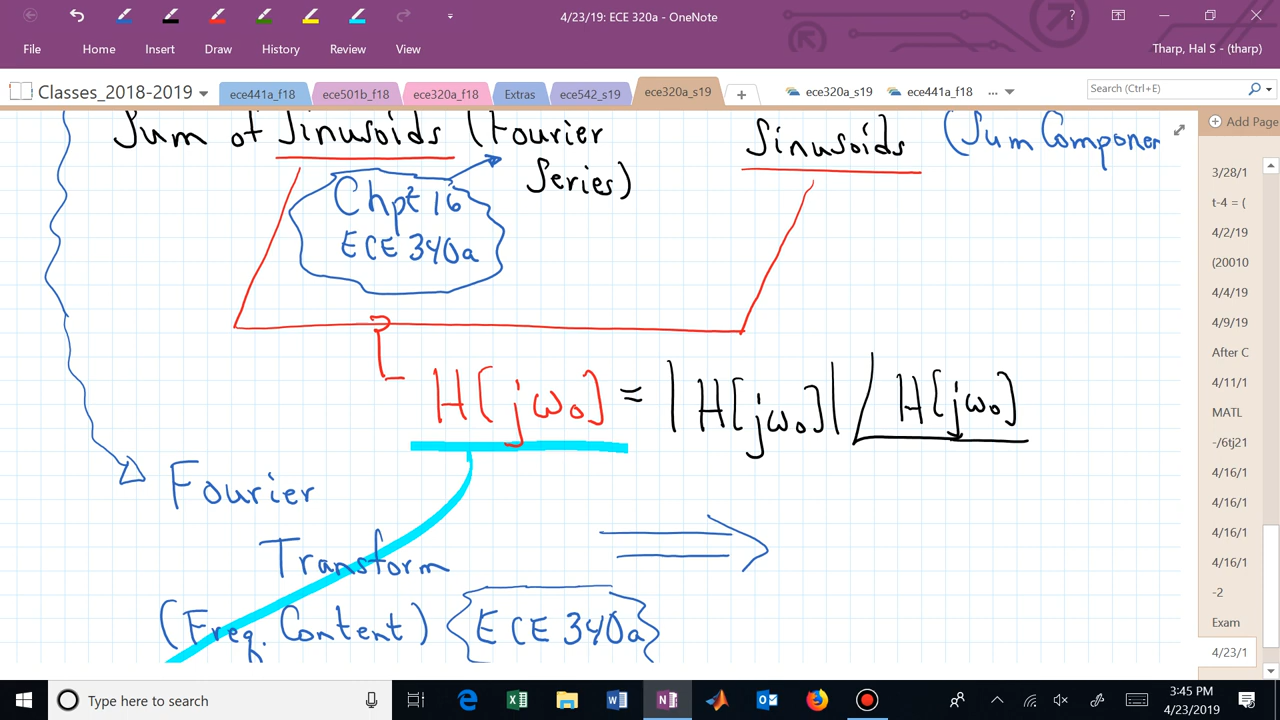 4/23/19: ECE 320a - OneNote
?
File Home Insert Draw History Review View
Tharp, Hal S - (tharp)
Classes_2018-2019
ece441a_f18 ece501b_f18 ece320a_f18 Extras ece542_s19 ece320a_s19 + ece320a_s19 ece441a_f18 ...
Search (Ctrl+E)
Add Page
Sum of Sinusoids (Fourier
Series)
Sinusoids (Sum Componen
Chpt 16
ECE 340a
H[jω₀] = |H[jω₀]| ∠H[jω₀]
Fourier
Transform
(Freq. Content) {ECE 340a}
3/28/1
t-4 = (
4/2/19
(20010
4/4/19
4/9/19
After C
4/11/1
MATL
-/6tj21
4/16/1
4/16/1
4/16/1
4/16/1
-2
Exam
4/23/1
Type here to search
3:45 PM
4/23/2019